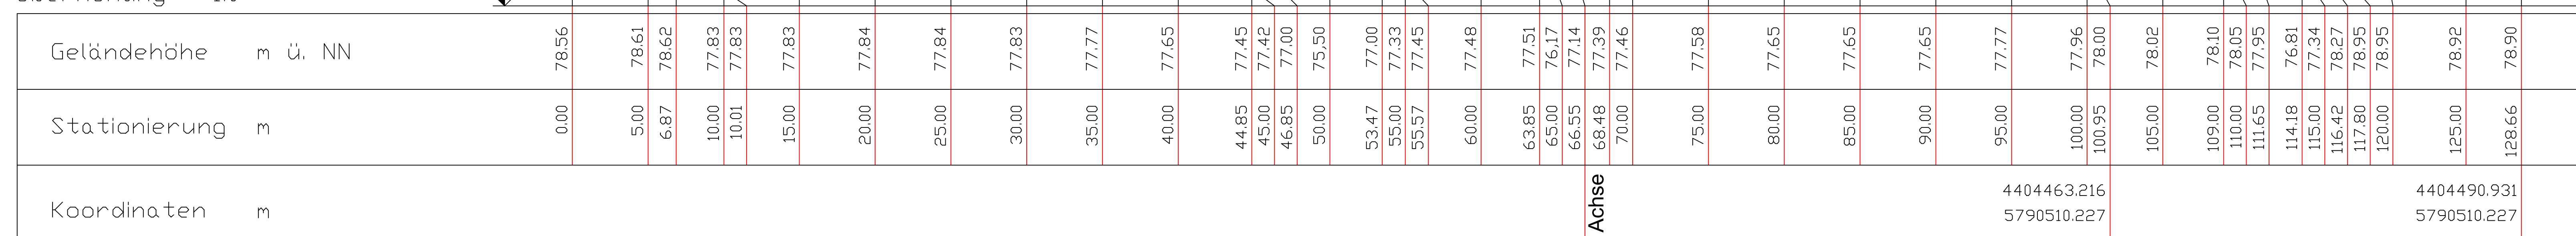 Geländehöhe m ü. NN 78.56 78.61 78.62 77.83 77.83 77.83 77.84 77.84 77.83 77.77 77.65 77.45 77.42 77.00 75,50 77.00 77.33 77.45 77.48 77.51 76,17 77.14 77.39 77.46 77.58 77.65 77.65 77.65 77.77 77.96 78.00 78.02 78.10 78.05 77.95 76.81 77.34 78.27 78.95 78.95 78.92 78.90
Stationierung m 0.00 5.00 6.87 10.00 10.01 15.00 20.00 25.00 30.00 35.00 40.00 44.85 45.00 46.85 50.00 53.47 55.00 55.57 60.00 63.85 65.00 66.55 68.48 70.00 75.00 80.00 85.00 90.00 95.00 100.00 100.95 105.00 109.00 110.00 111.65 114.18 115.00 116.42 117.80 120.00 125.00 128.66
Koordinaten m Achse
4404463.216 4404490.931
5790510.227 5790510.227